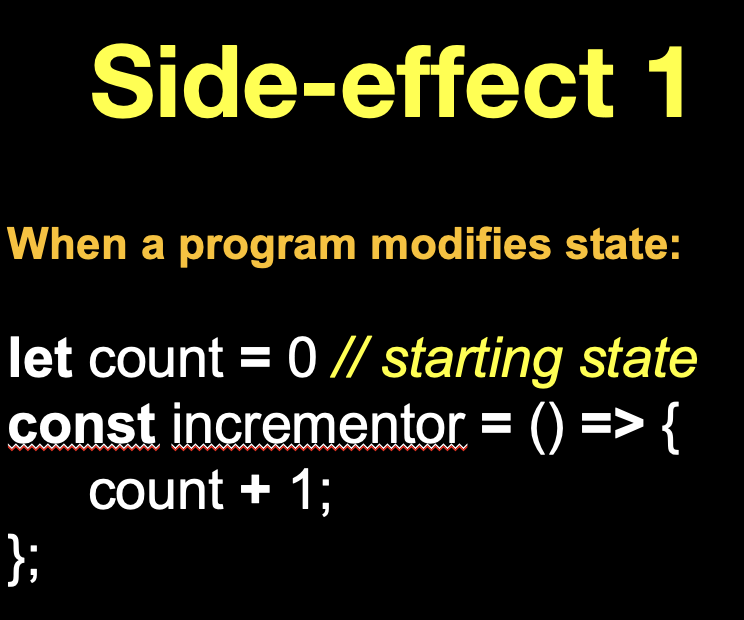 Side-effect 1
When a program modifies state:
let count = 0 // starting state
const incrementor = () => {
count + 1;
};